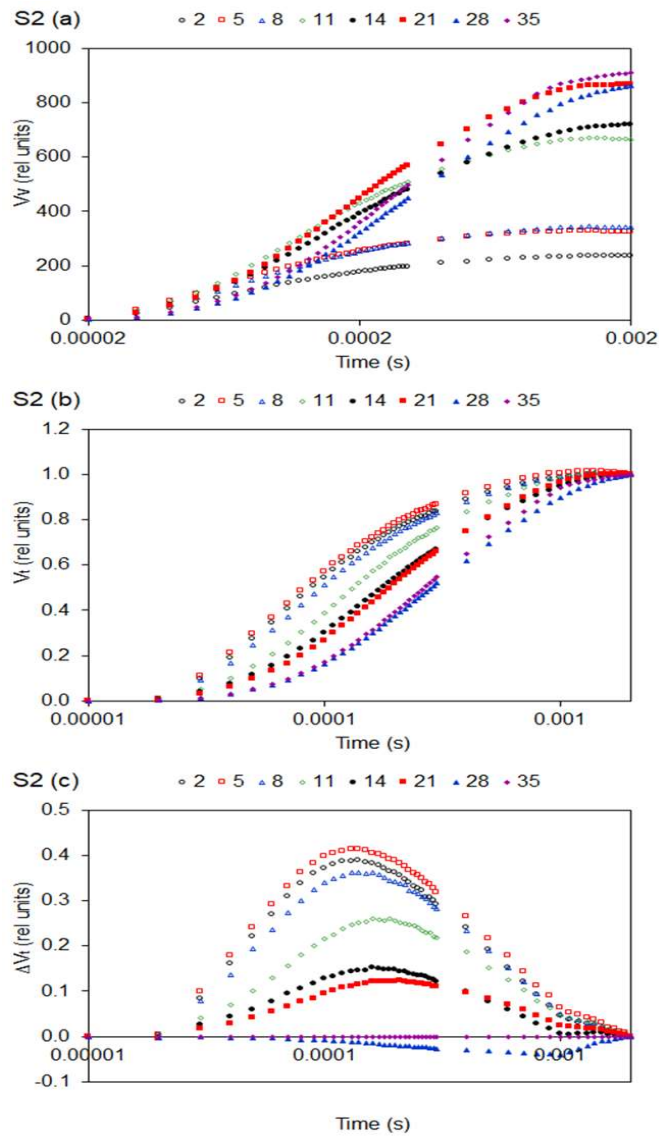 S2 (a)
2 5 8 11 14 21 28 35
1000
800
600
400
200
0
Vv (rel units)
0.00002 0.0002 0.002
Time (s)
S2 (b)
2 5 8 11 14 21 28 35
1.2
1.0
0.8
0.6
0.4
0.2
0.0
Vt (rel units)
0.00001 0.0001 0.001
Time (s)
S2 (c)
2 5 8 11 14 21 28 35
0.5
0.4
0.3
0.2
0.1
0.0
-0.1
ΔVt (rel units)
0.00001 0.0001 0.001
Time (s)